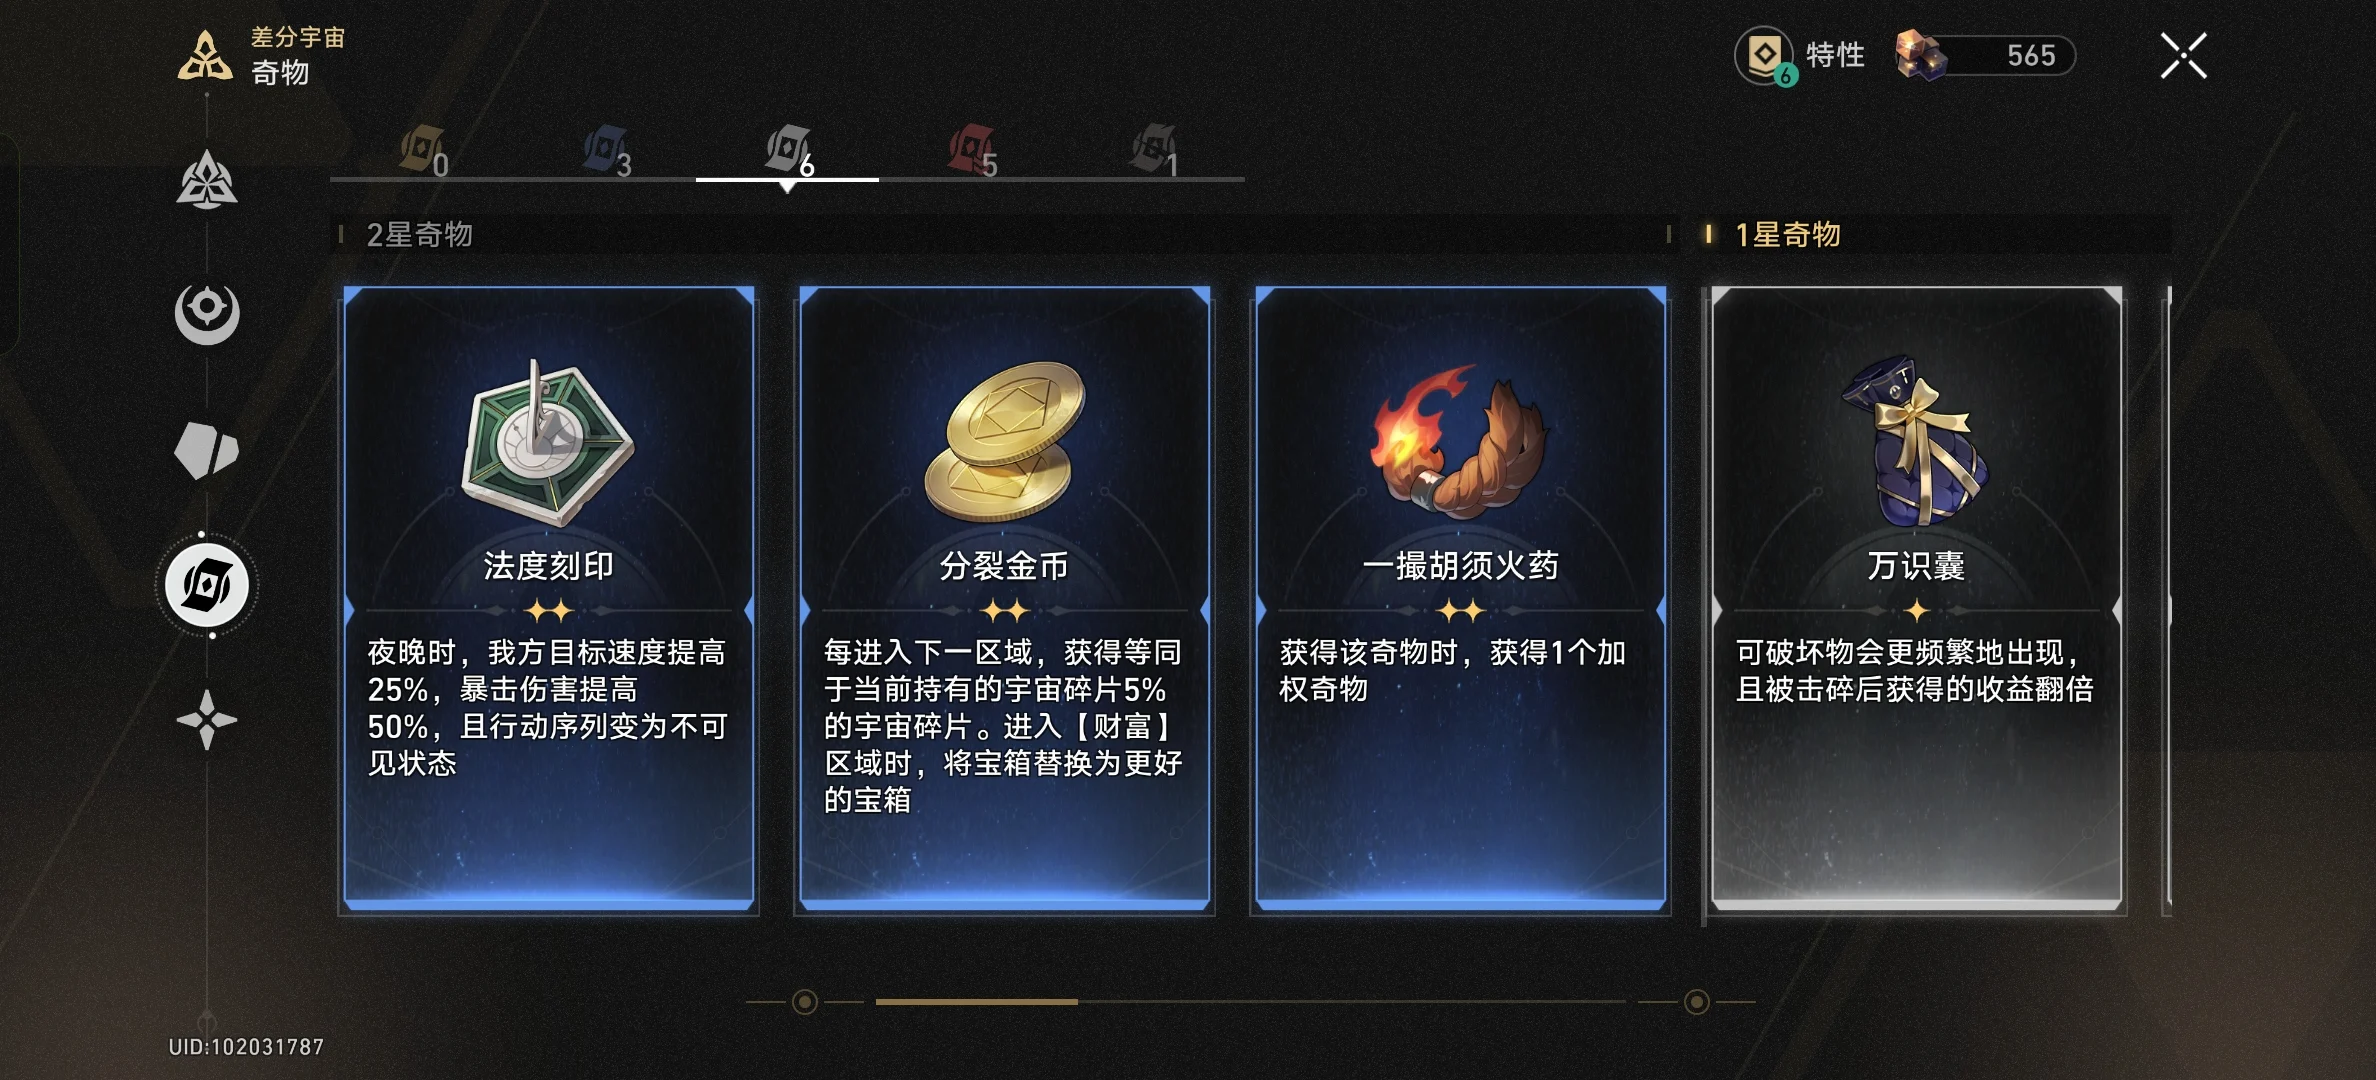 差分宇宙
奇物
特性
6
565
0
3
6
5
1
2星奇物
1星奇物
法度刻印
夜晚时，我方目标速度提高
25%，暴击伤害提高
50%，且行动序列变为不可
见状态
分裂金币
每进入下一区域，获得等同
于当前持有的宇宙碎片5%
的宇宙碎片。进入【财富】
区域时，将宝箱替换为更好
的宝箱
一撮胡须火药
获得该奇物时，获得1个加
权奇物
万识囊
可破坏物会更频繁地出现，
且被击碎后获得的收益翻倍
UID:102031787